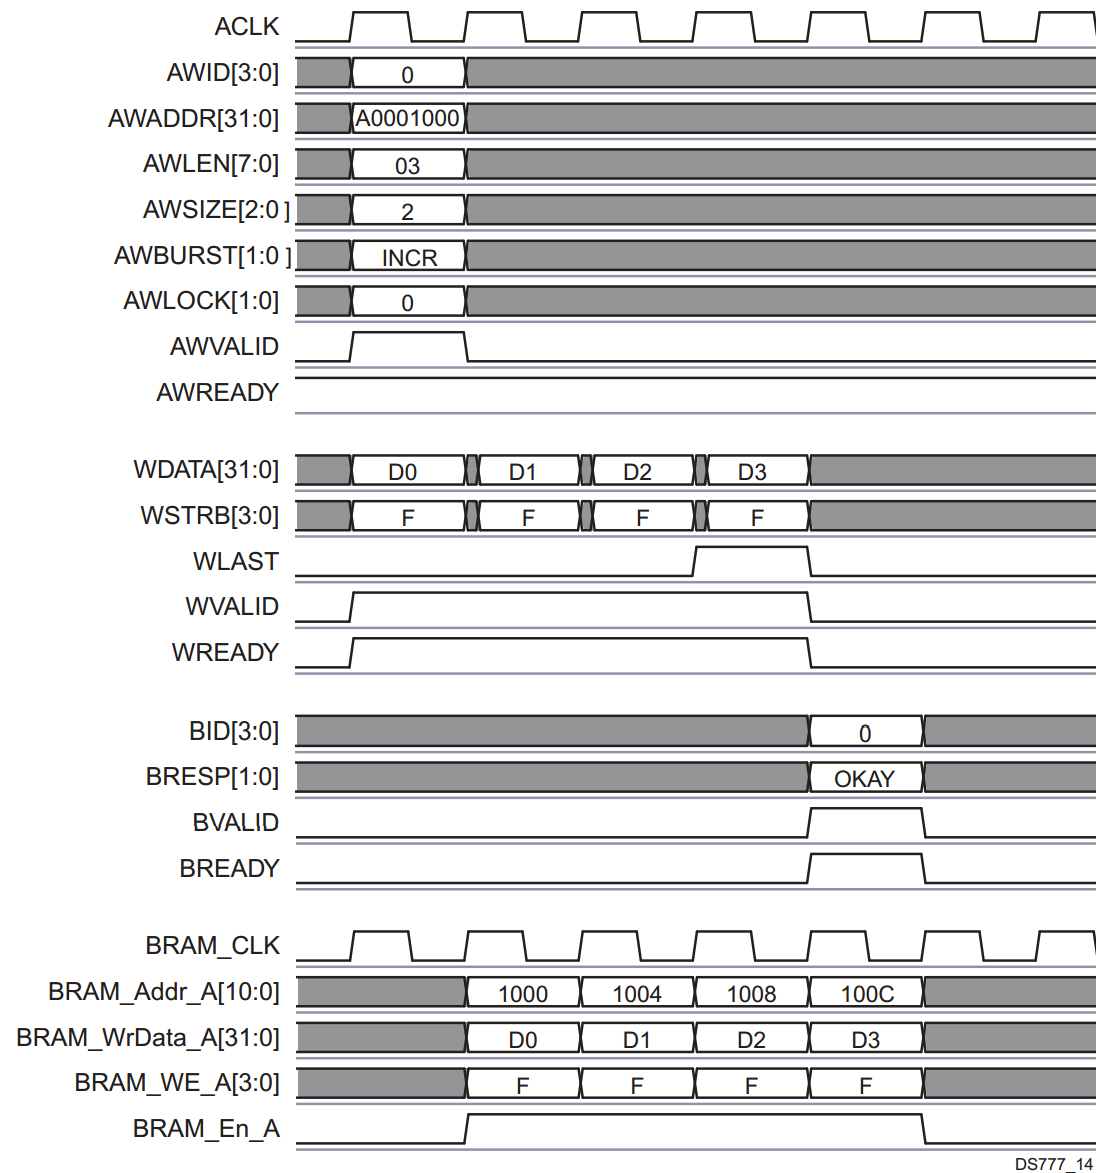 ACLK
AWID[3:0] 0
AWADDR[31:0] A0001000
AWLEN[7:0] 03
AWSIZE[2:0 ] 2
AWBURST[1:0 ] INCR
AWLOCK[1:0] 0
AWVALID
AWREADY
WDATA[31:0] D0 D1 D2 D3
WSTRB[3:0] F F F F
WLAST
WVALID
WREADY
BID[3:0] 0
BRESP[1:0] OKAY
BVALID
BREADY
BRAM_CLK
BRAM_Addr_A[10:0] 1000 1004 1008 100C
BRAM_WrData_A[31:0] D0 D1 D2 D3
BRAM_WE_A[3:0] F F F F
BRAM_En_A
DS777_14